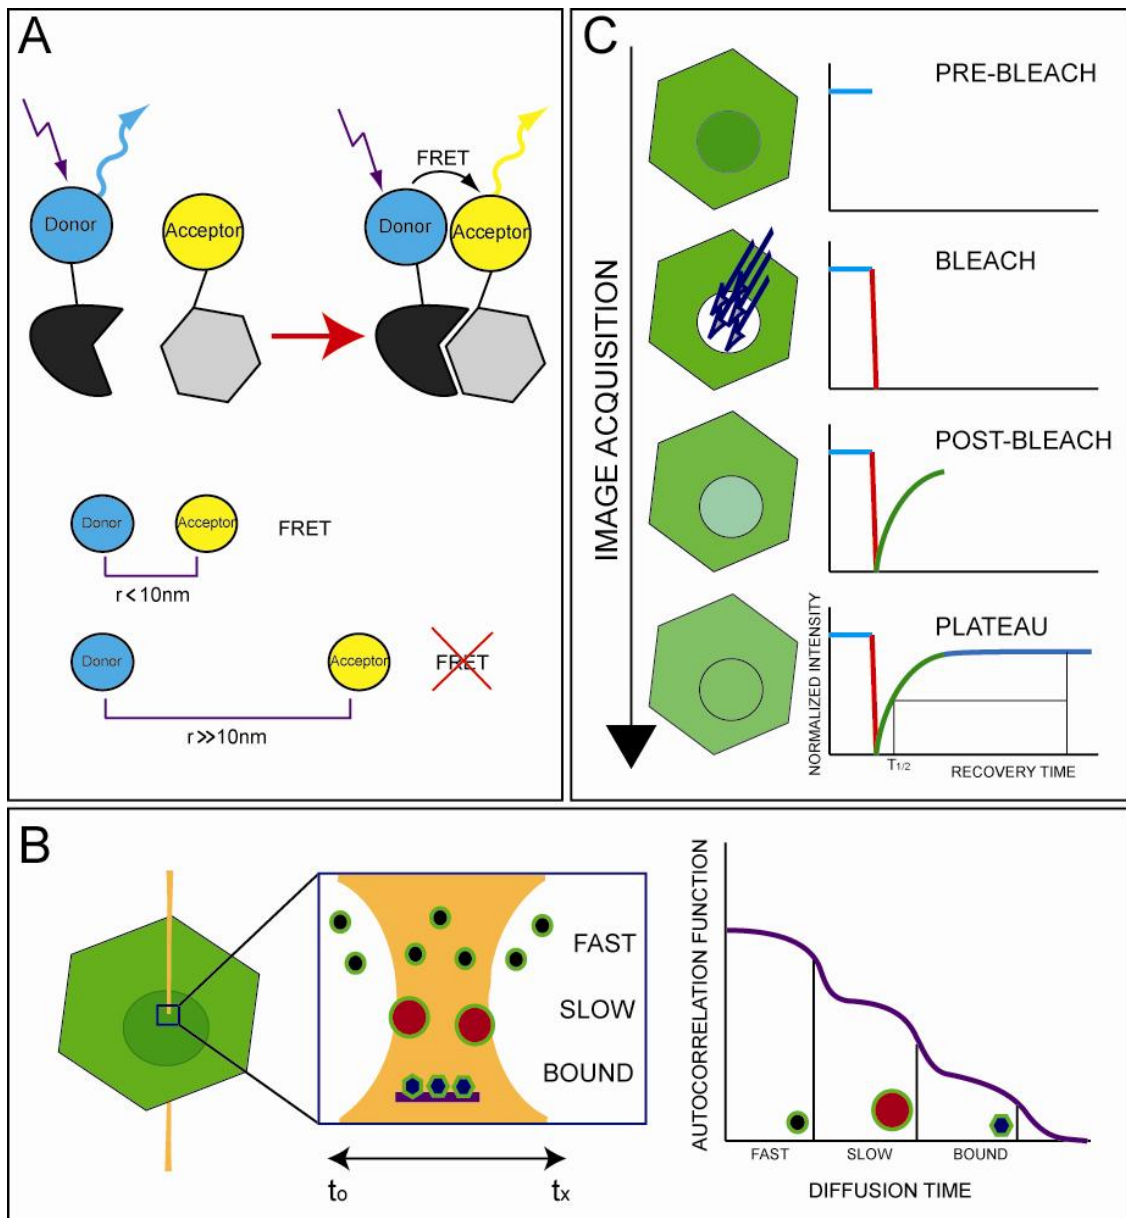 A
Donor
Acceptor
FRET
Donor
Acceptor
Donor
Acceptor
FRET
r<10nm
Donor
Acceptor
FRET
r≫10nm
C
IMAGE ACQUISITION
PRE-BLEACH
BLEACH
POST-BLEACH
PLATEAU
NORMALIZED INTENSITY
T1/2
RECOVERY TIME
B
FAST
SLOW
BOUND
to
tx
AUTOCORRELATION FUNCTION
FAST
SLOW
BOUND
DIFFUSION TIME